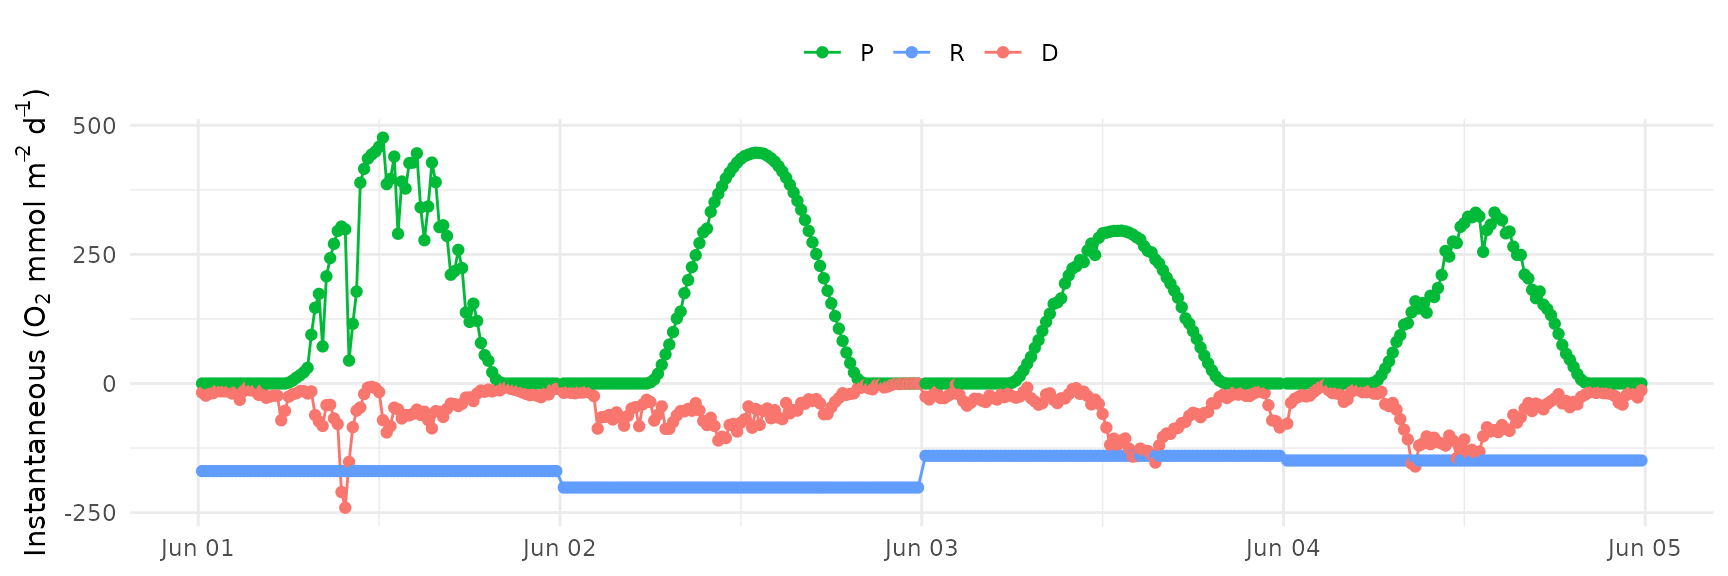 P R D
Instantaneous (O₂ mmol m⁻² d⁻¹)
500
250
0
-250
Jun 01 Jun 02 Jun 03 Jun 04 Jun 05